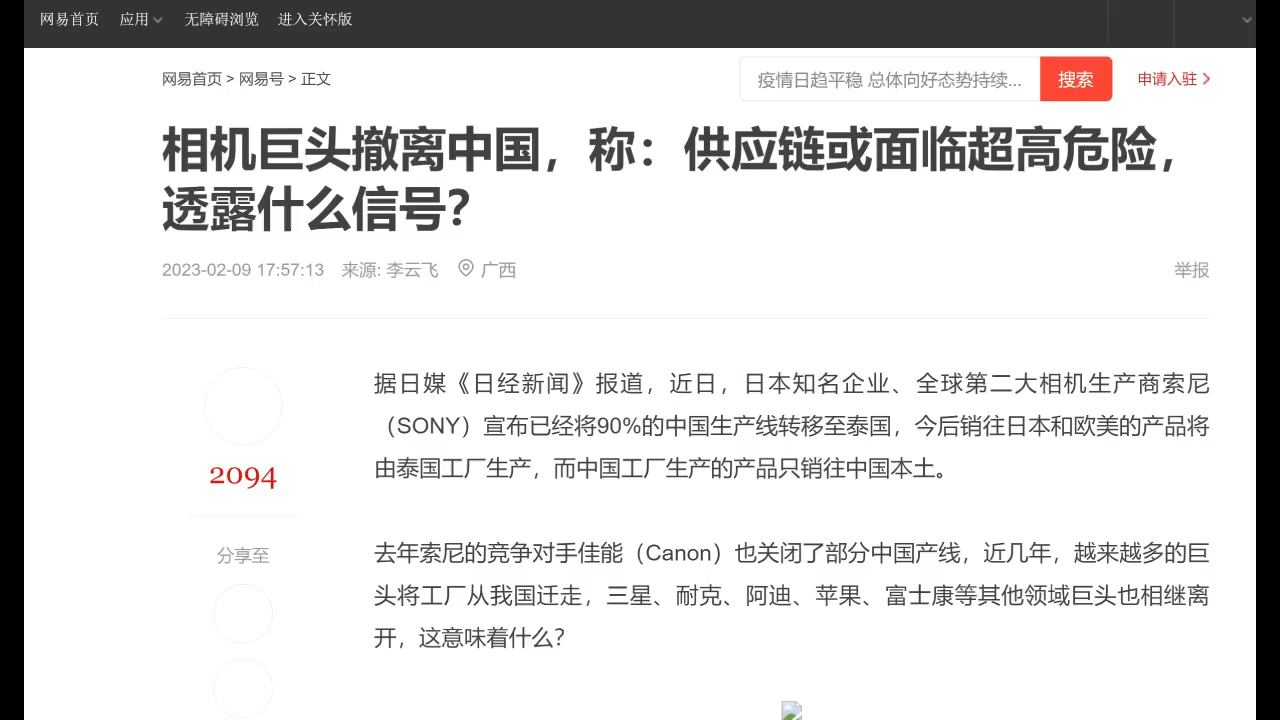 网易首页 应用 无障碍浏览 进入关怀版
网易首页 > 网易号 > 正文
疫情日趋平稳 总体向好态势持续... 搜索 申请入驻
相机巨头撤离中国，称：供应链或面临超高危险，
透露什么信号？
2023-02-09 17:57:13 来源: 李云飞 广西
举报
据日媒《日经新闻》报道，近日，日本知名企业、全球第二大相机生产商索尼
（SONY）宣布已经将90%的中国生产线转移至泰国，今后销往日本和欧美的产品将
由泰国工厂生产，而中国工厂生产的产品只销往中国本土。
2094
分享至
去年索尼的竞争对手佳能（Canon）也关闭了部分中国产线，近几年，越来越多的巨
头将工厂从我国迁走，三星、耐克、阿迪、苹果、富士康等其他领域巨头也相继离
开，这意味着什么？